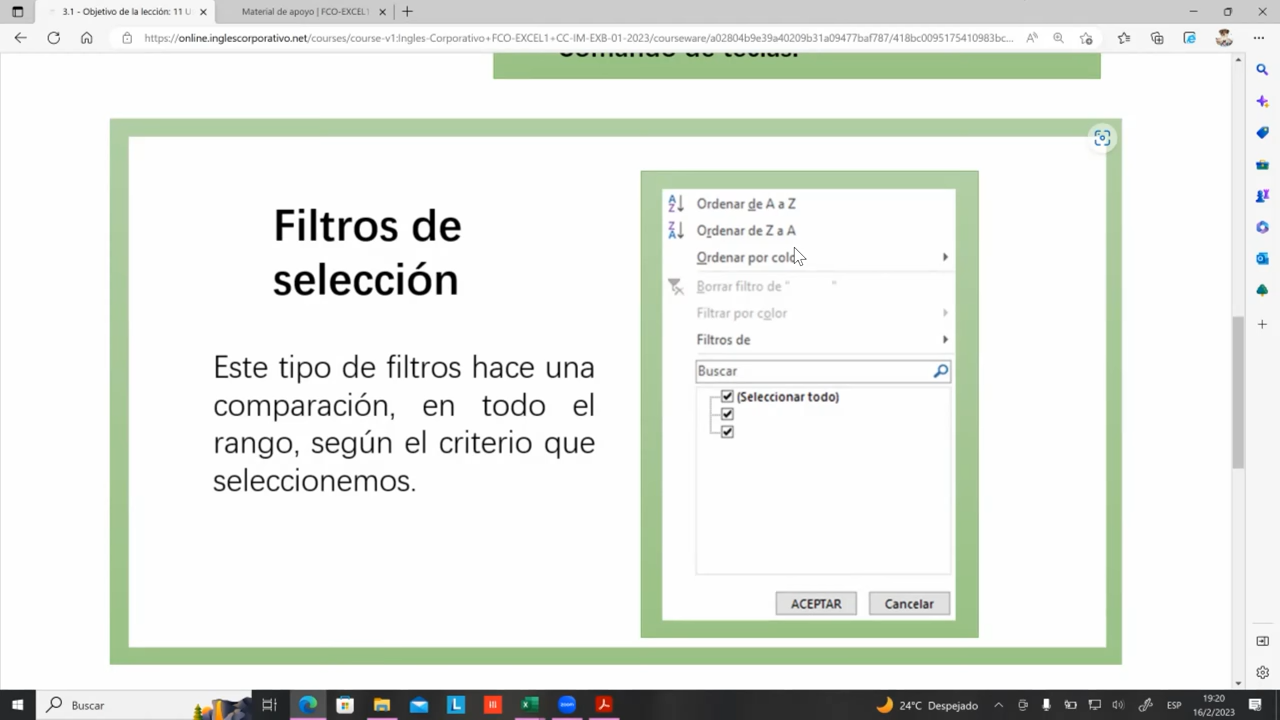 3.1 - Objetivo de la lección: 11 U
Material de apoyo | FCO-EXCEL1
https://online.inglescorporativo.net/courses/course-v1:Ingles-Corporativo+FCO-EXCEL1+CC-IM-EXB-01-2023/courseware/a02804b9e39a40209b31a09477baf787/418bc0095175410983bc...
Comando de teclas.
Filtros de
selección
Este tipo de filtros hace una
comparación, en todo el
rango, según el criterio que
seleccionemos.
Ordenar de A a Z
Ordenar de Z a A
Ordenar por color
Borrar filtro de " "
Filtrar por color
Filtros de
Buscar
(Seleccionar todo)
ACEPTAR
Cancelar
Buscar
24°C Despejado
ESP
19:20
16/2/2023